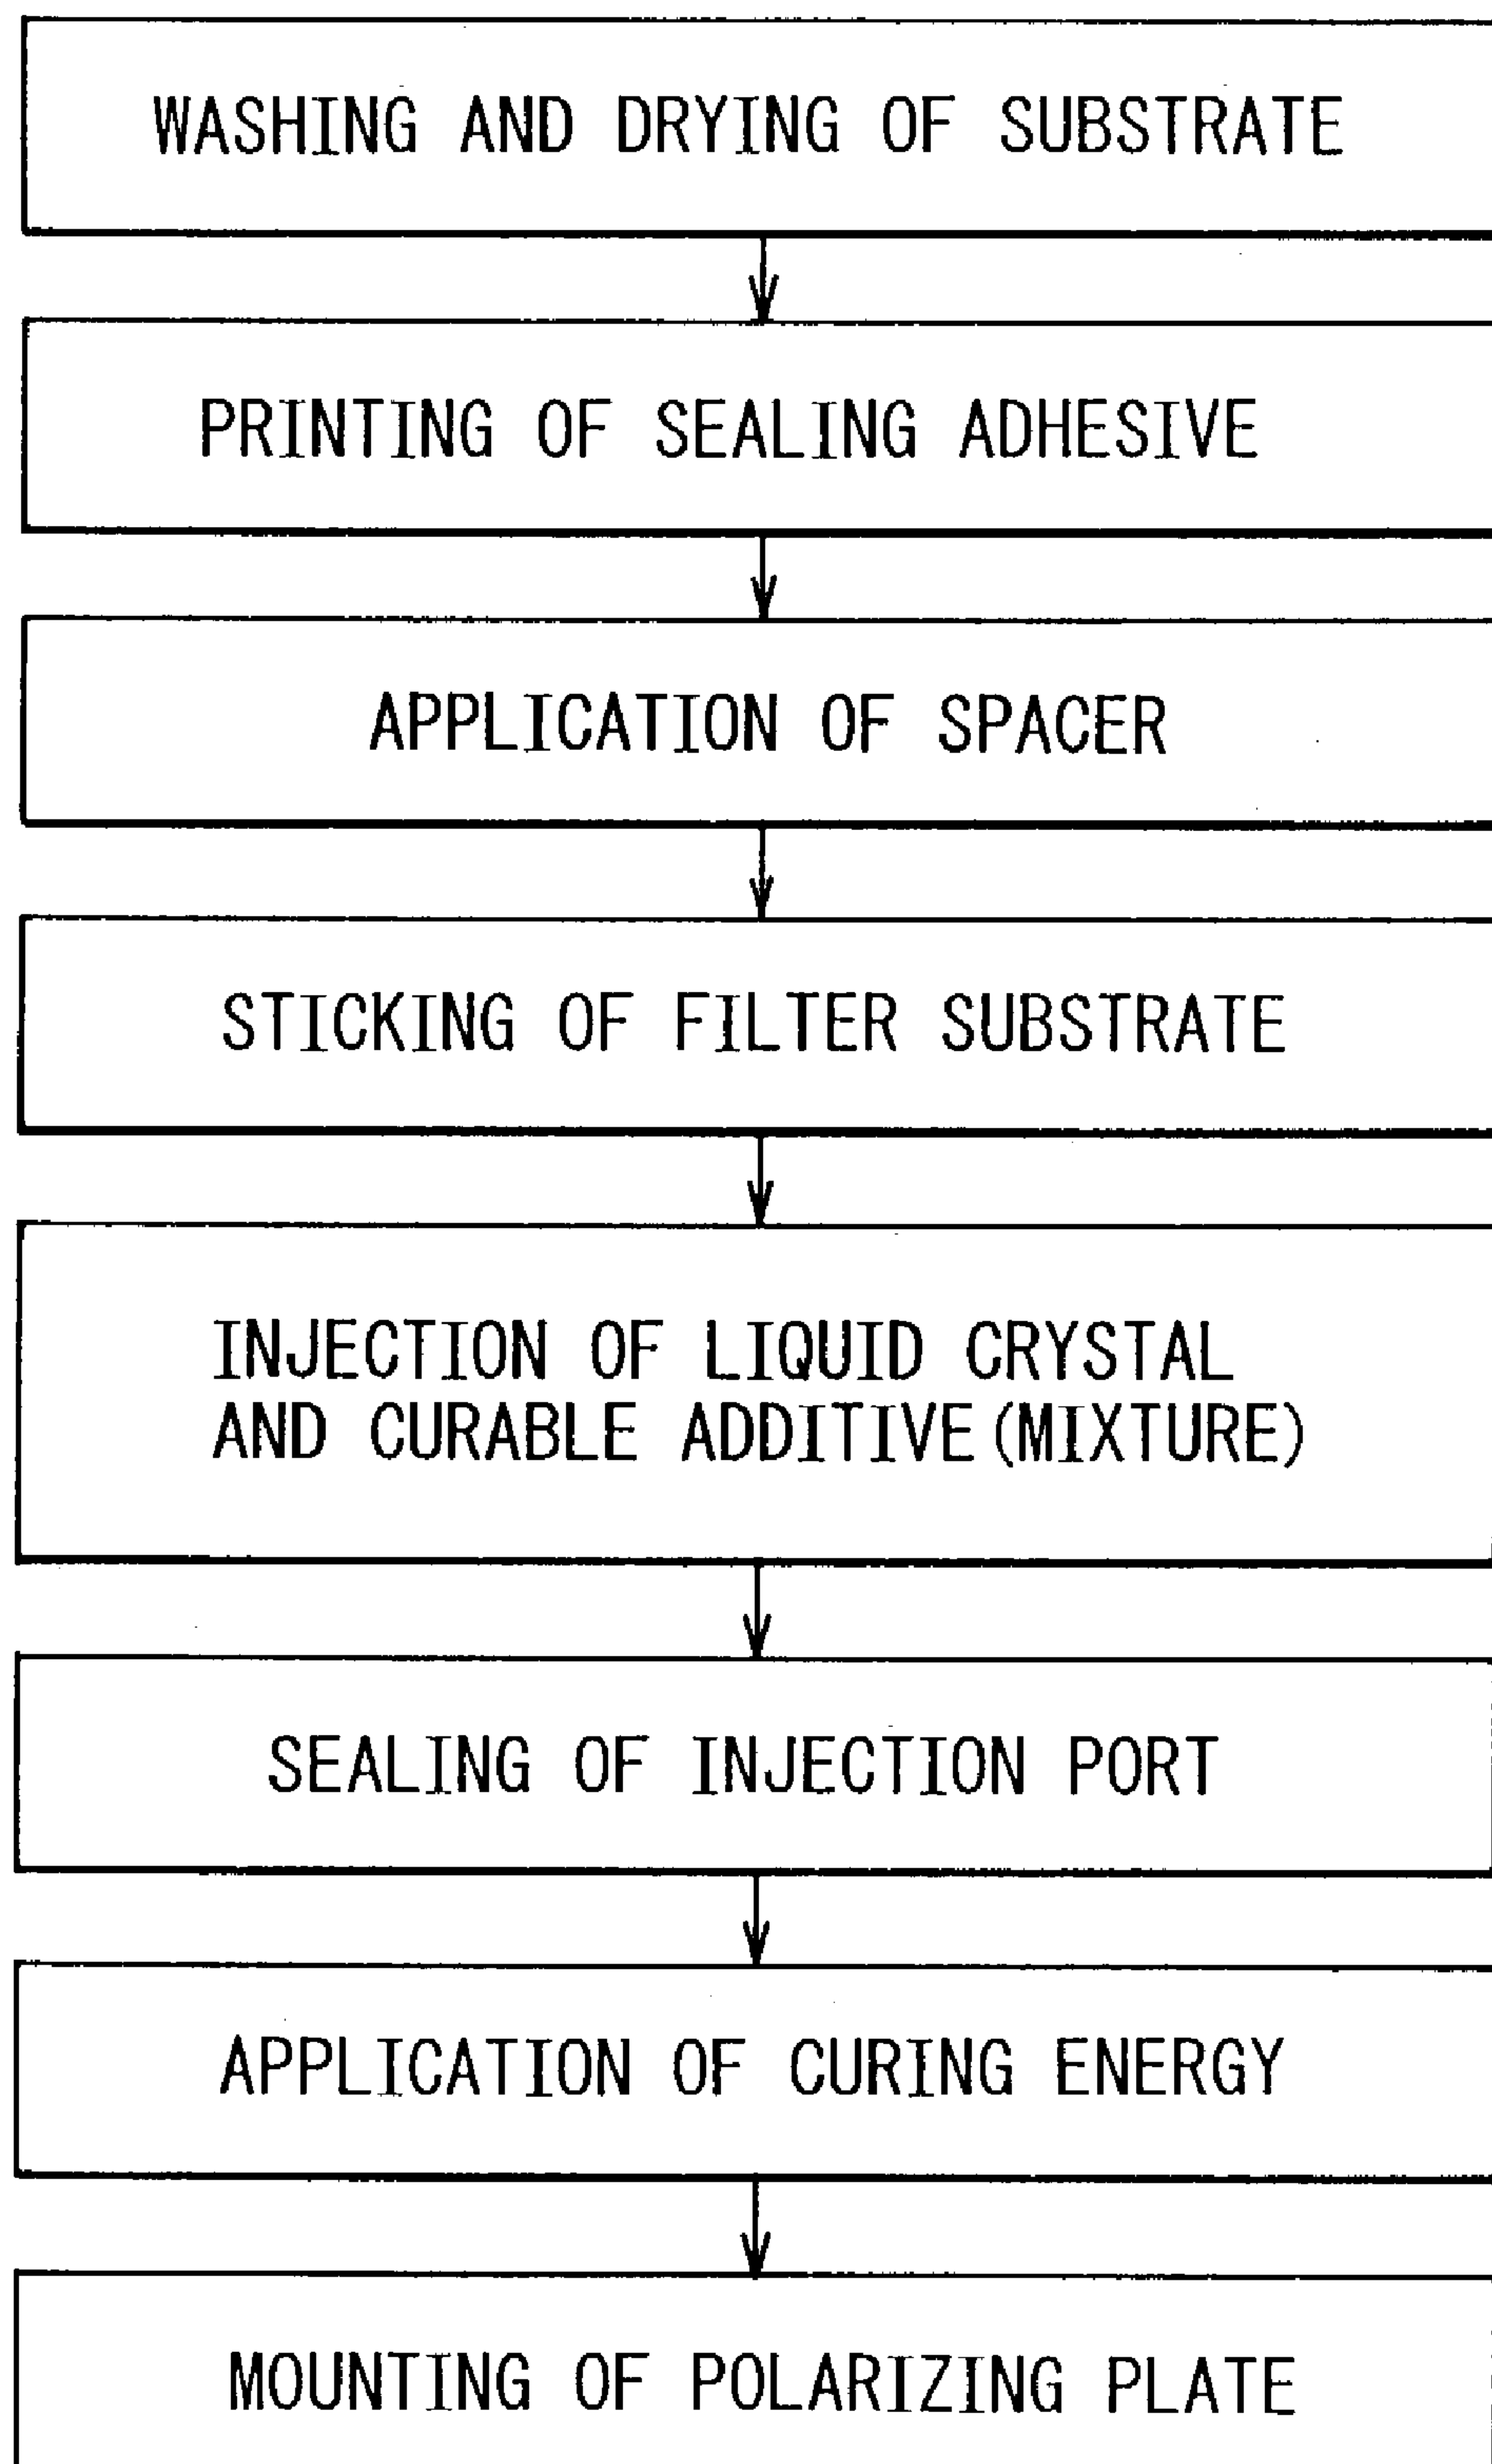 WASHING AND DRYING OF SUBSTRATE
PRINTING OF SEALING ADHESIVE
APPLICATION OF SPACER
STICKING OF FILTER SUBSTRATE
INJECTION OF LIQUID CRYSTAL
AND CURABLE ADDITIVE(MIXTURE)
SEALING OF INJECTION PORT
APPLICATION OF CURING ENERGY
MOUNTING OF POLARIZING PLATE